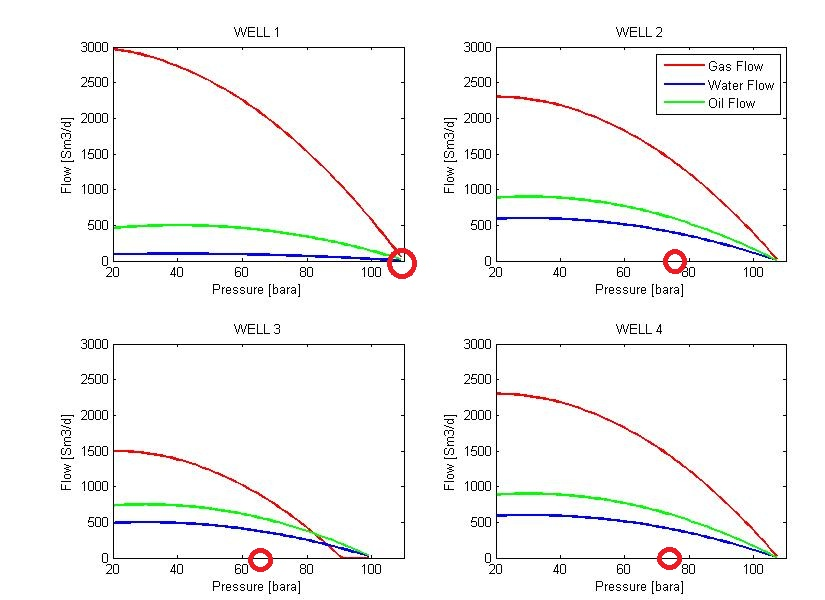 WELL 1
3000
2500
2000
1500
1000
500
0
Flow [Sm3/d]
20 40 60 80 100
Pressure [bara]
WELL 2
3000
2500
2000
1500
1000
500
0
Flow [Sm3/d]
Gas Flow
Water Flow
Oil Flow
20 40 60 80 100
Pressure [bara]
WELL 3
3000
2500
2000
1500
1000
500
0
Flow [Sm3/d]
20 40 60 80 100
Pressure [bara]
WELL 4
3000
2500
2000
1500
1000
500
0
Flow [Sm3/d]
20 40 60 80 100
Pressure [bara]